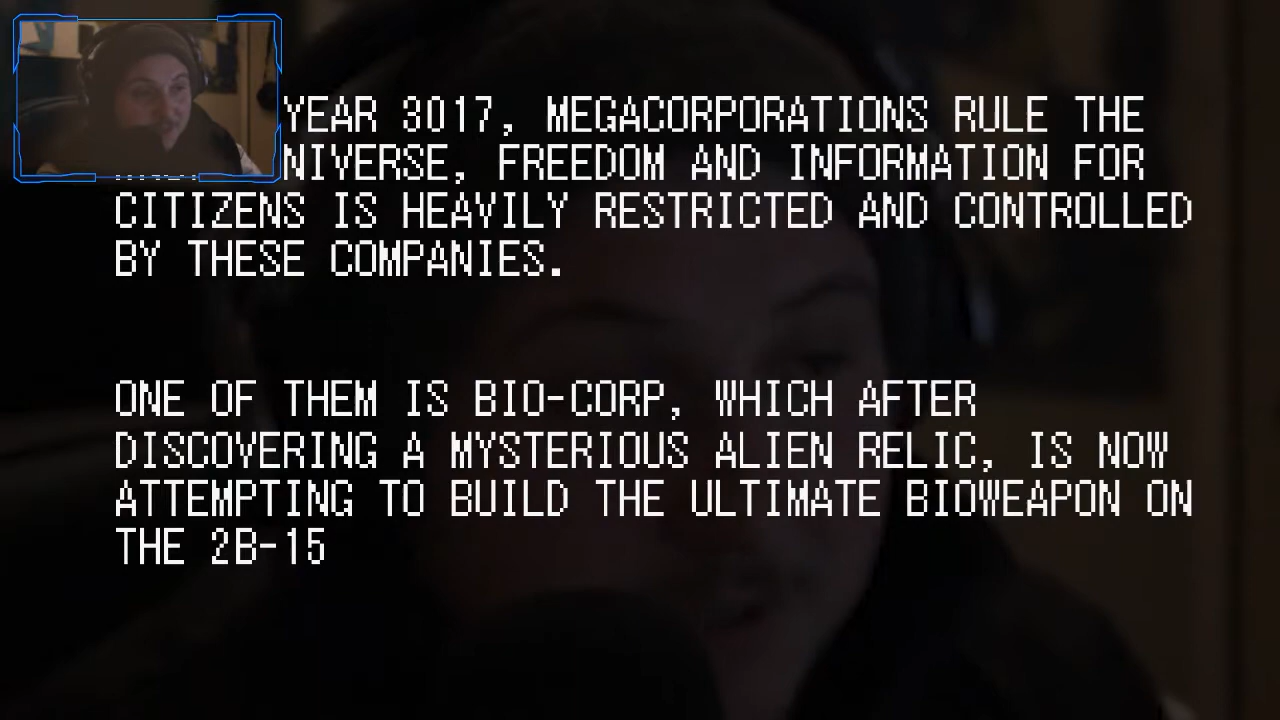 YEAR 3017, MEGACORPORATIONS RULE THE
NIVERSE, FREEDOM AND INFORMATION FOR
CITIZENS IS HEAVILY RESTRICTED AND CONTROLLED
BY THESE COMPANIES.
ONE OF THEM IS BIO-CORP, WHICH AFTER
DISCOVERING A MYSTERIOUS ALIEN RELIC, IS NOW
ATTEMPTING TO BUILD THE ULTIMATE BIOWEAPON ON
THE 2B-15